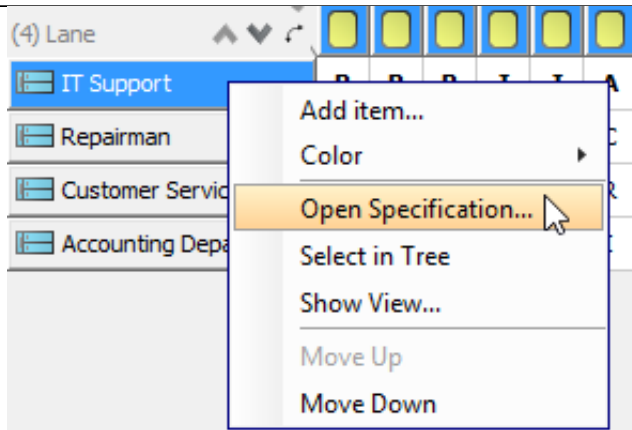 (4) Lane
IT Support
Repairman
Customer Servic
Accounting Depa
A
Add item...
Color
Open Specification...
Select in Tree
Show View...
Move Up
Move Down